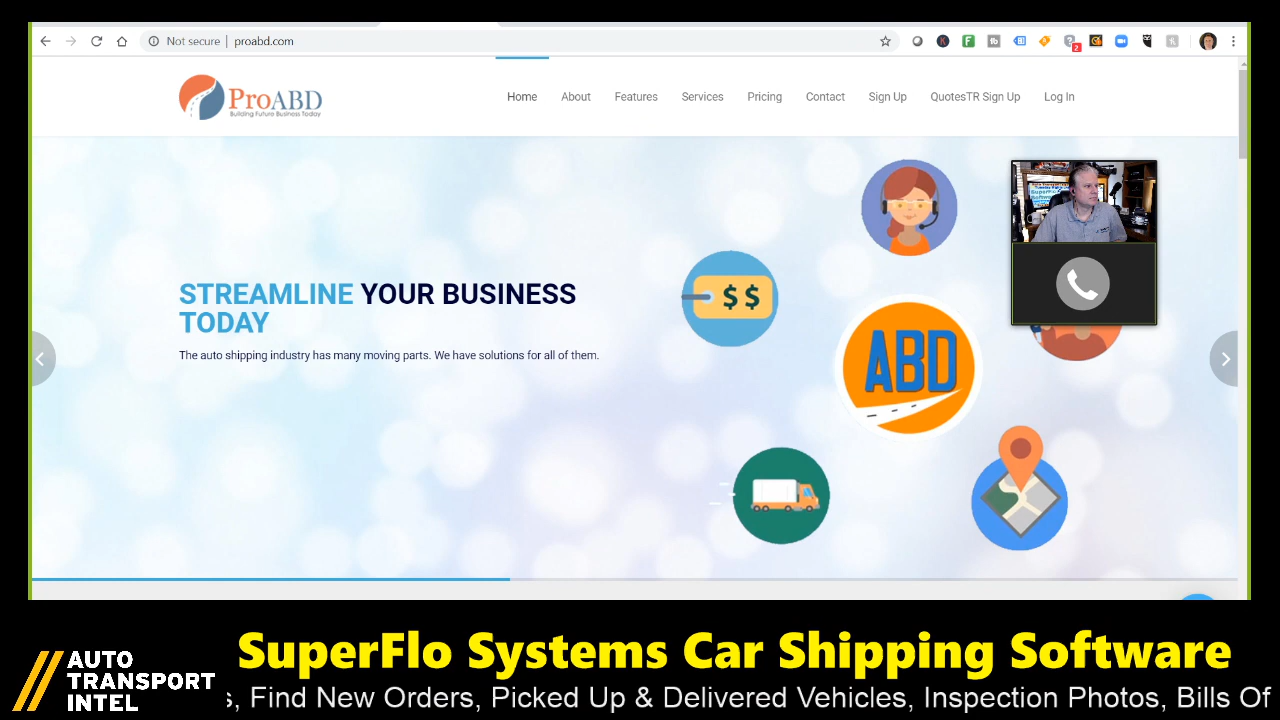 Not secure | proabd.com
2
ProABD
Building Future Business Today
Home About Features Services Pricing Contact Sign Up QuotesTR Sign Up Log In
STREAMLINE YOUR BUSINESS
TODAY
The auto shipping industry has many moving parts. We have solutions for all of them.
$$
ABD
SuperFlo Systems Car Shipping Software
AUTO
TRANSPORT
INTEL
, Find New Orders, Picked Up & Delivered Vehicles, Inspection Photos, Bills Of